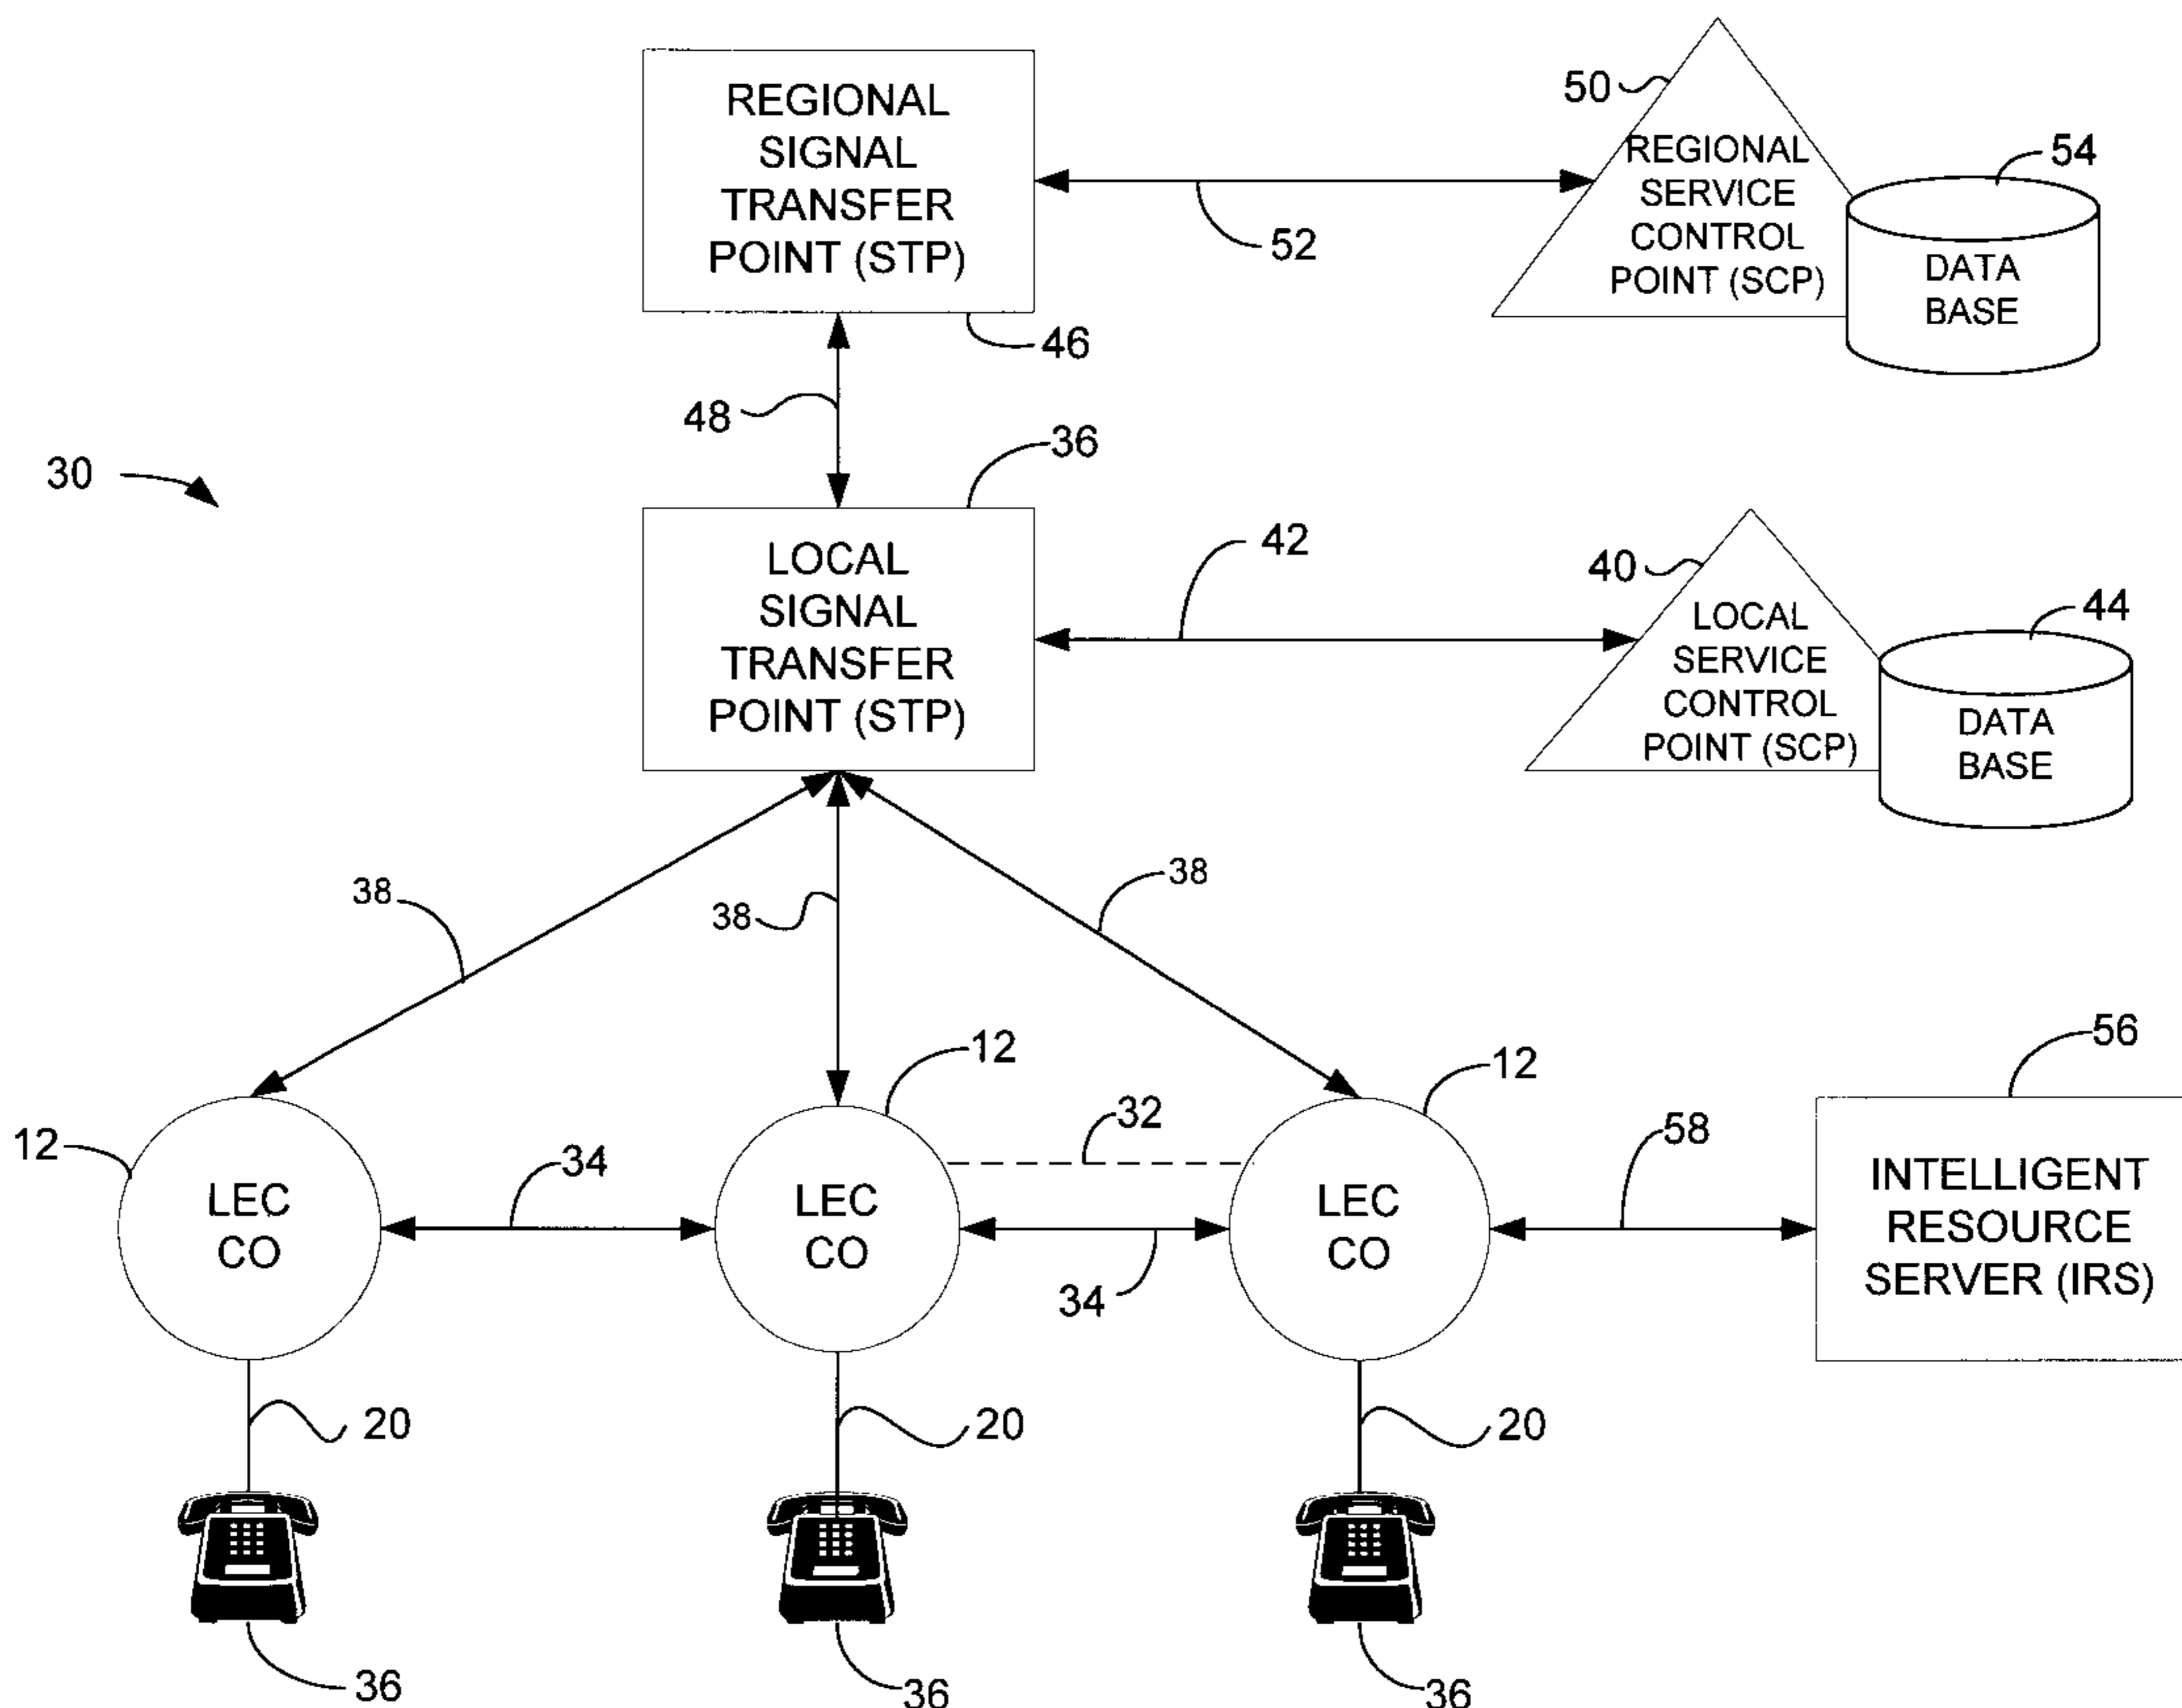 REGIONAL
SIGNAL
TRANSFER
POINT (STP)
46
52
50
REGIONAL
SERVICE
CONTROL
POINT (SCP)
54
DATA
BASE
48
30
36
LOCAL
SIGNAL
TRANSFER
POINT (STP)
42
40
LOCAL
SERVICE
CONTROL
POINT (SCP)
44
DATA
BASE
38
38
38
12
LEC
CO
34
12
LEC
CO
32
34
12
LEC
CO
58
56
INTELLIGENT
RESOURCE
SERVER (IRS)
20
20
20
36
36
36